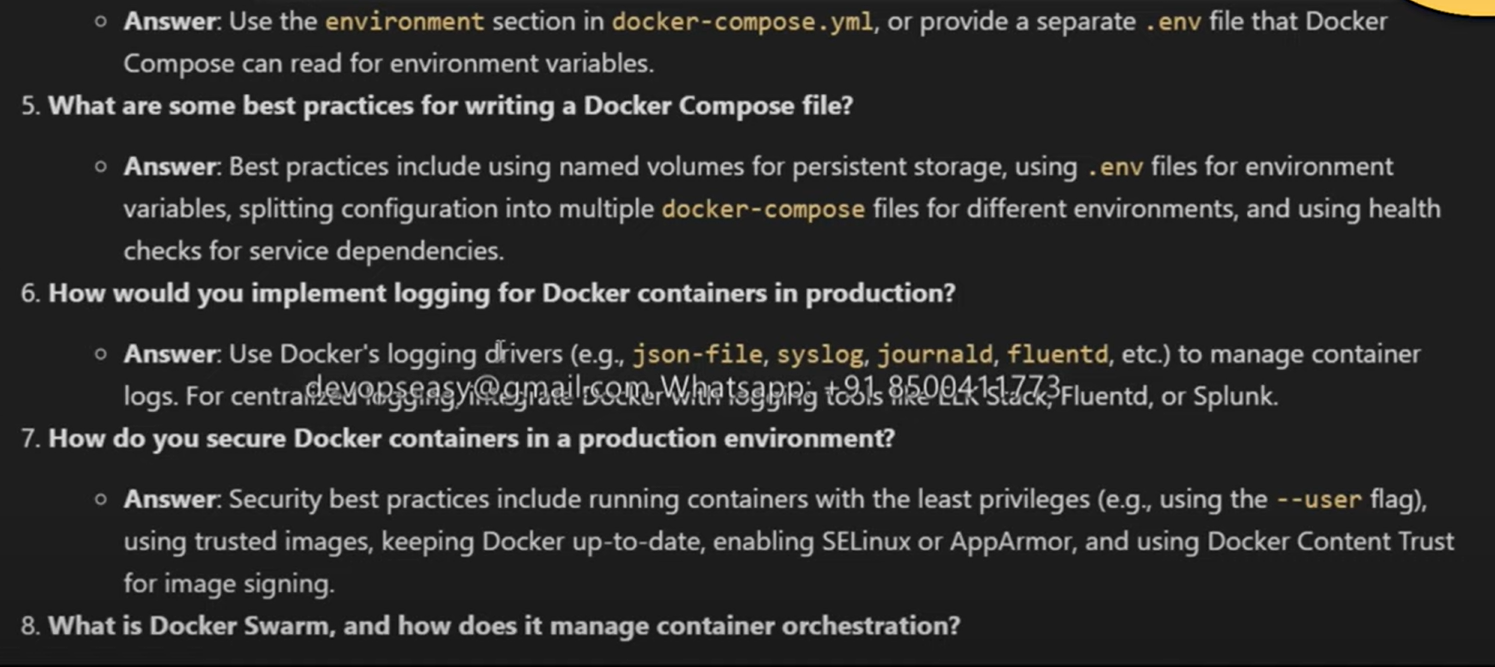 Answer: Use the environment section in docker-compose.yml, or provide a separate .env file that Docker
Compose can read for environment variables.
5. What are some best practices for writing a Docker Compose file?
Answer: Best practices include using named volumes for persistent storage, using .env files for environment
variables, splitting configuration into multiple docker-compose files for different environments, and using health
checks for service dependencies.
6. How would you implement logging for Docker containers in production?
Answer: Use Docker's logging drivers (e.g., json-file, syslog, journald, fluentd, etc.) to manage container
devopseasy@gmail.com Whatsapp: +91 8500411773
logs. For centralized logging, integrate Docker with logging tools like ELK Stack, Fluentd, or Splunk.
7. How do you secure Docker containers in a production environment?
Answer: Security best practices include running containers with the least privileges (e.g., using the --user flag),
using trusted images, keeping Docker up-to-date, enabling SELinux or AppArmor, and using Docker Content Trust
for image signing.
8. What is Docker Swarm, and how does it manage container orchestration?